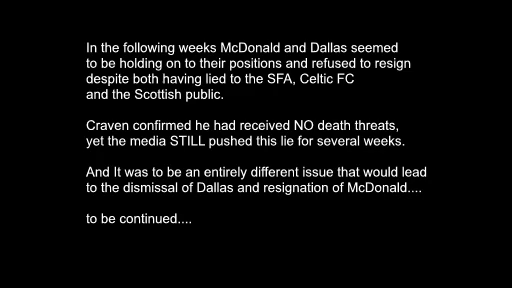 In the following weeks McDonald and Dallas seemed
to be holding on to their positions and refused to resign
despite both having lied to the SFA, Celtic FC
and the Scottish public.
Craven confirmed he had received NO death threats,
yet the media STILL pushed this lie for several weeks.
And It was to be an entirely different issue that would lead
to the dismissal of Dallas and resignation of McDonald....
to be continued....